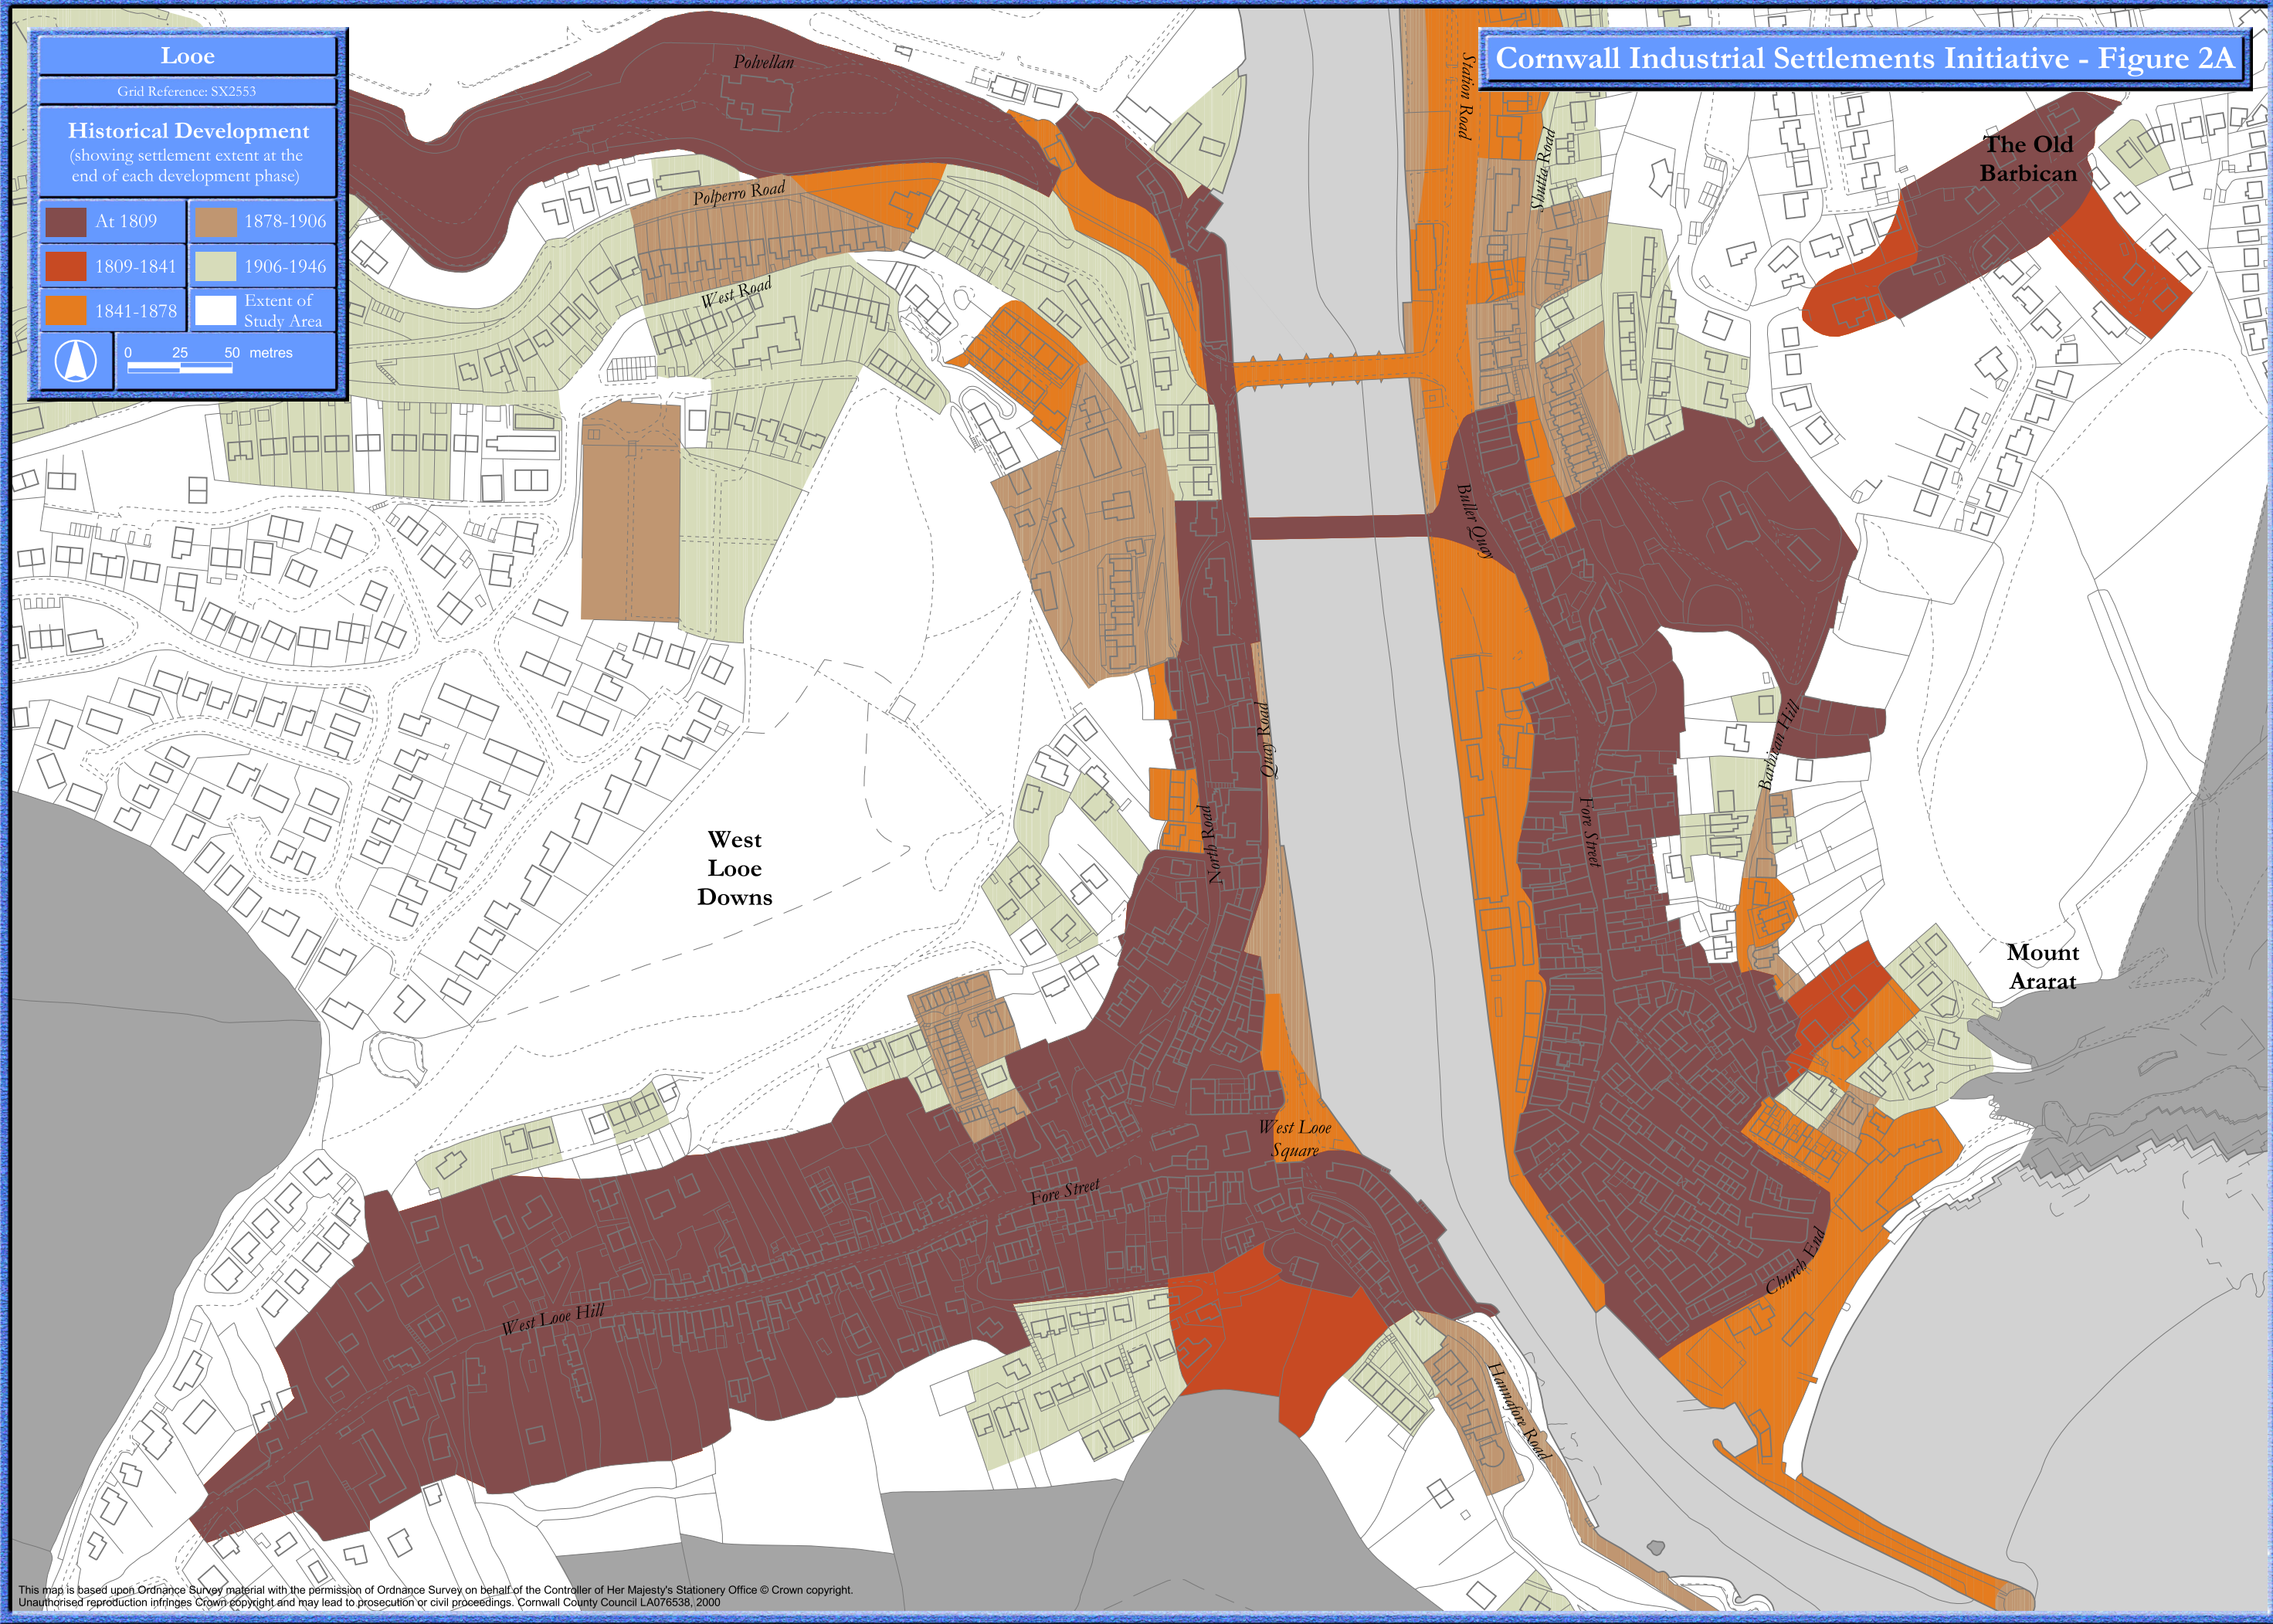 Looe
Grid Reference: SX2553
Historical Development
(showing settlement extent at the
end of each development phase)
At 1809
1878-1906
1809-1841
1906-1946
1841-1878
Extent of
Study Area
0 25 50 metres
Cornwall Industrial Settlements Initiative - Figure 2A
Polvellan
Station Road
Shutta Road
The Old
Barbican
Polperro Road
West Road
Buller Quay
Quay Road
Barbican Hill
North Road
Fore Street
West
Looe
Downs
Mount
Ararat
West Looe
Square
Fore Street
Church End
West Looe Hill
Hannafore Road
This map is based upon Ordnance Survey material with the permission of Ordnance Survey on behalf of the Controller of Her Majesty's Stationery Office © Crown copyright.
Unauthorised reproduction infringes Crown copyright and may lead to prosecution or civil proceedings. Cornwall County Council LA076538, 2000